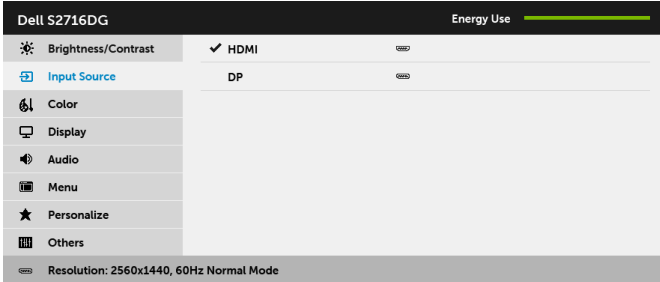 Dell S2716DG Energy Use
Brightness/Contrast
HDMI
Input Source
DP
Color
Display
Audio
Menu
Personalize
Others
Resolution: 2560x1440, 60Hz Normal Mode